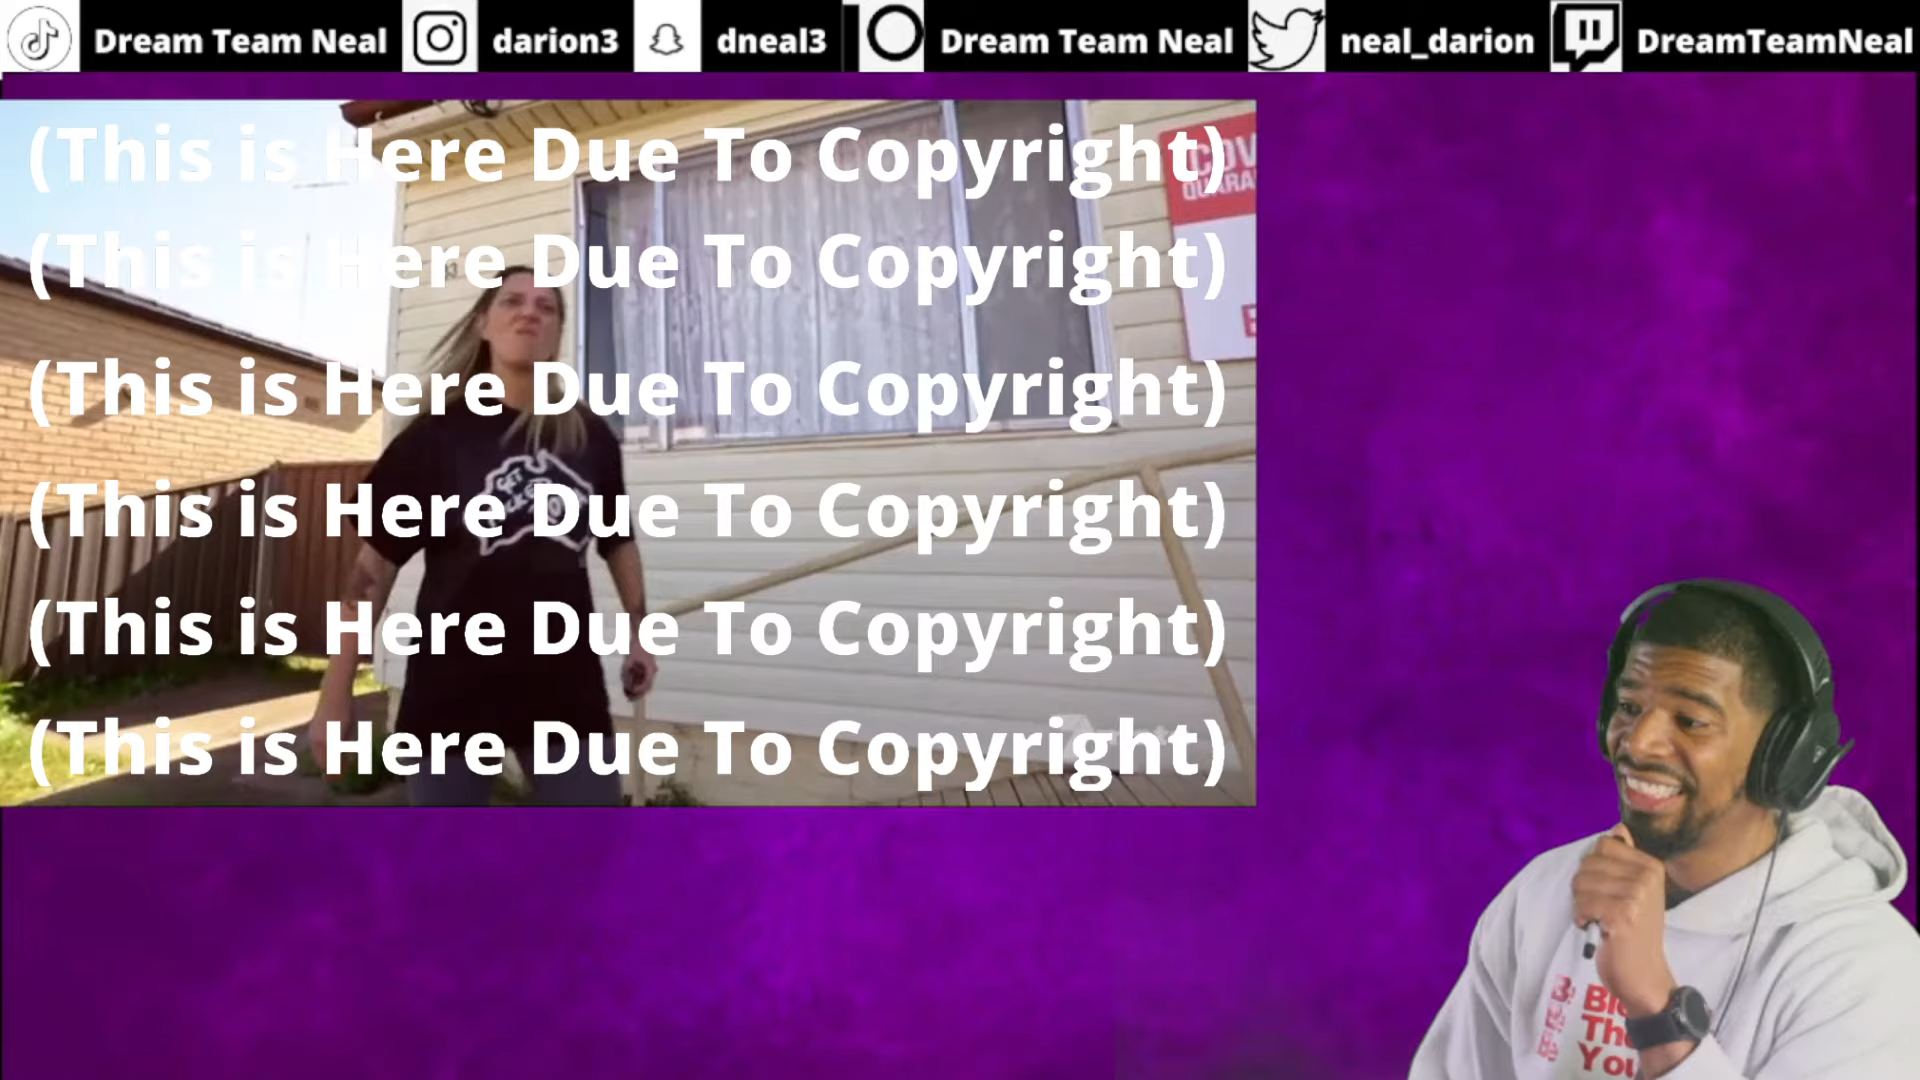 Dream Team Neal darion3 dneal3 Dream Team Neal neal_darion DreamTeamNeal
(This is Here Due To Copyright)
(This is Here Due To Copyright)
(This is Here Due To Copyright)
(This is Here Due To Copyright)
(This is Here Due To Copyright)
(This is Here Due To Copyright)
GET